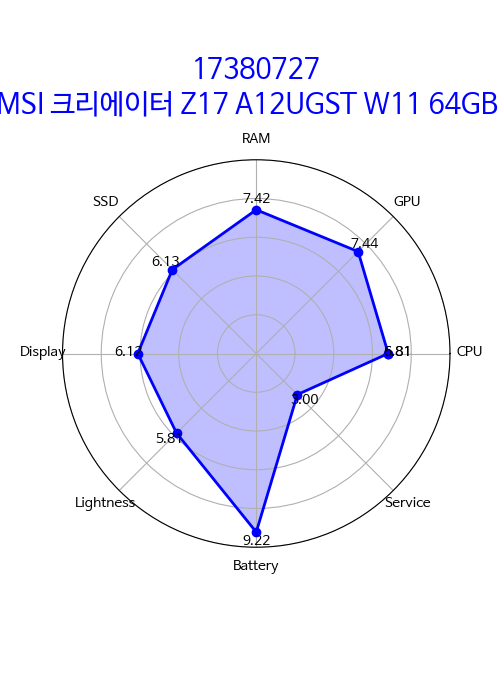 17380727
MSI 크리에이터 Z17 A12UGST W11 64GB
RAM
SSD
GPU
7.42
7.44
6.13
Display
6.13
6.81
CPU
3.00
5.81
Lightness
Service
9.22
Battery